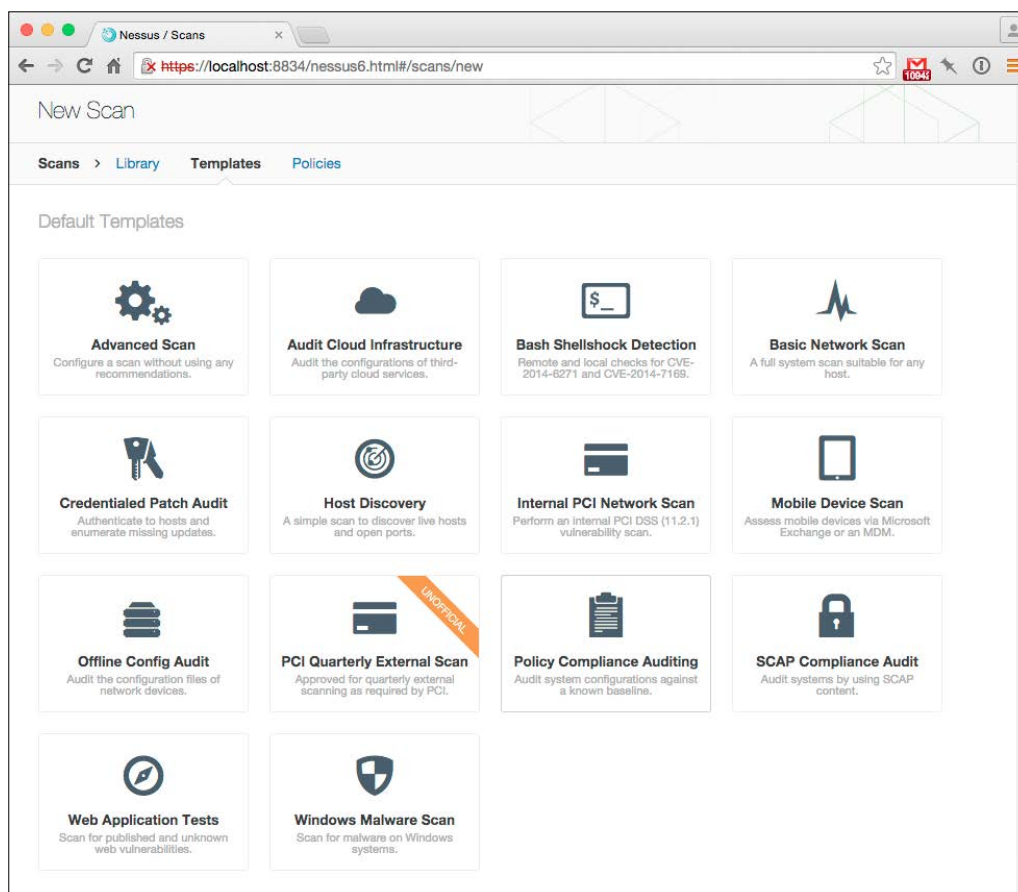 Nessus / Scans
https://localhost:8834/nessus6.html#/scans/new
New Scan
Scans > Library Templates Policies
Default Templates
Advanced Scan
Configure a scan without using any
recommendations.
Audit Cloud Infrastructure
Audit the configurations of third-
party cloud services.
$_
Bash Shellshock Detection
Remote and local checks for CVE-
2014-6271 and CVE-2014-7169.
Basic Network Scan
A full system scan suitable for any
host.
Credentialed Patch Audit
Authenticate to hosts and
enumerate missing updates.
Host Discovery
A simple scan to discover live hosts
and open ports.
Internal PCI Network Scan
Perform an internal PCI DSS (11.2.1)
vulnerability scan.
Mobile Device Scan
Assess mobile devices via Microsoft
Exchange or an MDM.
Offline Config Audit
Audit the configuration files of
network devices.
UNOFFICIAL
PCI Quarterly External Scan
Approved for quarterly external
scanning as required by PCI.
Policy Compliance Auditing
Audit system configurations against
a known baseline.
SCAP Compliance Audit
Audit systems by using SCAP
content.
Web Application Tests
Scan for published and unknown
web vulnerabilities.
Windows Malware Scan
Scan for malware on Windows
systems.